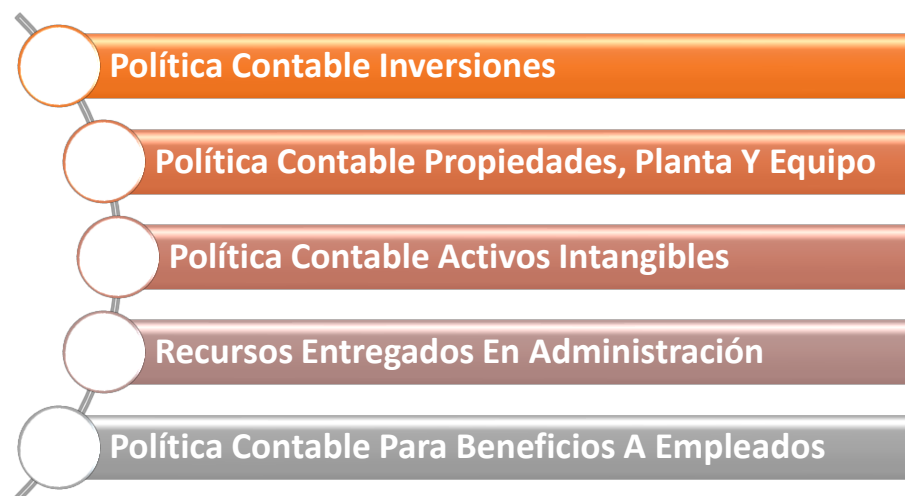 Política Contable Inversiones
Política Contable Propiedades, Planta Y Equipo
Política Contable Activos Intangibles
Recursos Entregados En Administración
Política Contable Para Beneficios A Empleados